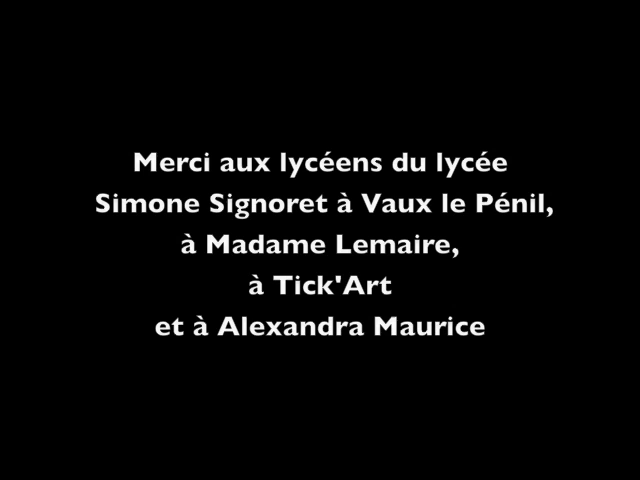 Merci aux lycéens du lycée
Simone Signoret à Vaux le Pénil,
à Madame Lemaire,
à Tick'Art
et à Alexandra Maurice